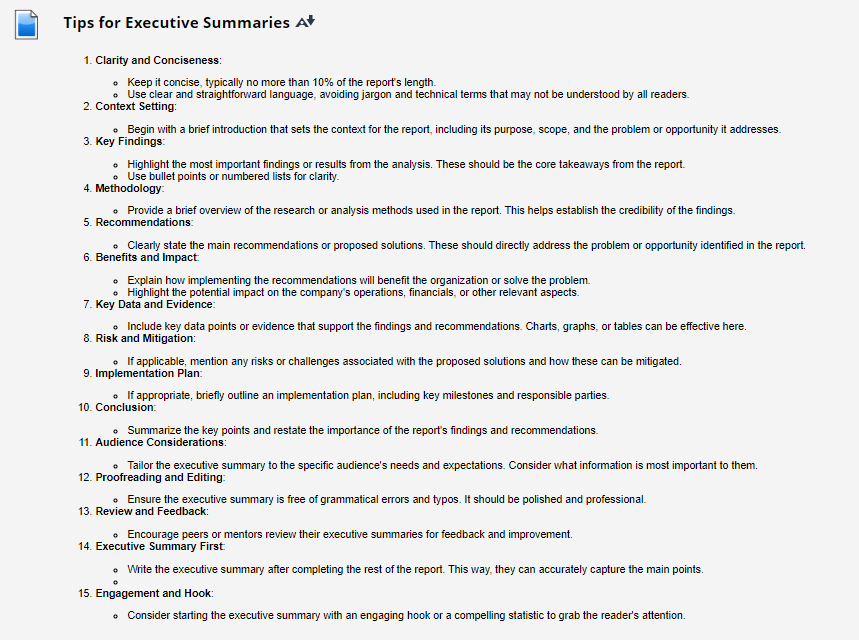 Tips for Executive Summaries
1. Clarity and Conciseness:
Keep it concise, typically no more than 10% of the report's length.
Use clear and straightforward language, avoiding jargon and technical terms that may not be understood by all readers.
2. Context Setting:
Begin with a brief introduction that sets the context for the report, including its purpose, scope, and the problem or opportunity it addresses.
3. Key Findings:
Highlight the most important findings or results from the analysis. These should be the core takeaways from the report.
Use bullet points or numbered lists for clarity.
4. Methodology:
Provide a brief overview of the research or analysis methods used in the report. This helps establish the credibility of the findings.
5. Recommendations:
Clearly state the main recommendations or proposed solutions. These should directly address the problem or opportunity identified in the report.
6. Benefits and Impact:
Explain how implementing the recommendations will benefit the organization or solve the problem.
Highlight the potential impact on the company's operations, financials, or other relevant aspects.
7. Key Data and Evidence:
Include key data points or evidence that support the findings and recommendations. Charts, graphs, or tables can be effective here.
8. Risk and Mitigation:
If applicable, mention any risks or challenges associated with the proposed solutions and how these can be mitigated.
9. Implementation Plan:
If appropriate, briefly outline an implementation plan, including key milestones and responsible parties.
10. Conclusion:
Summarize the key points and restate the importance of the report's findings and recommendations.
11. Audience Considerations:
Tailor the executive summary to the specific audience's needs and expectations. Consider what information is most important to them.
12. Proofreading and Editing:
Ensure the executive summary is free of grammatical errors and typos. It should be polished and professional.
13. Review and Feedback:
Encourage peers or mentors review their executive summaries for feedback and improvement.
14. Executive Summary First:
Write the executive summary after completing the rest of the report. This way, they can accurately capture the main points.
15. Engagement and Hook:
Consider starting the executive summary with an engaging hook or a compelling statistic to grab the reader's attention.